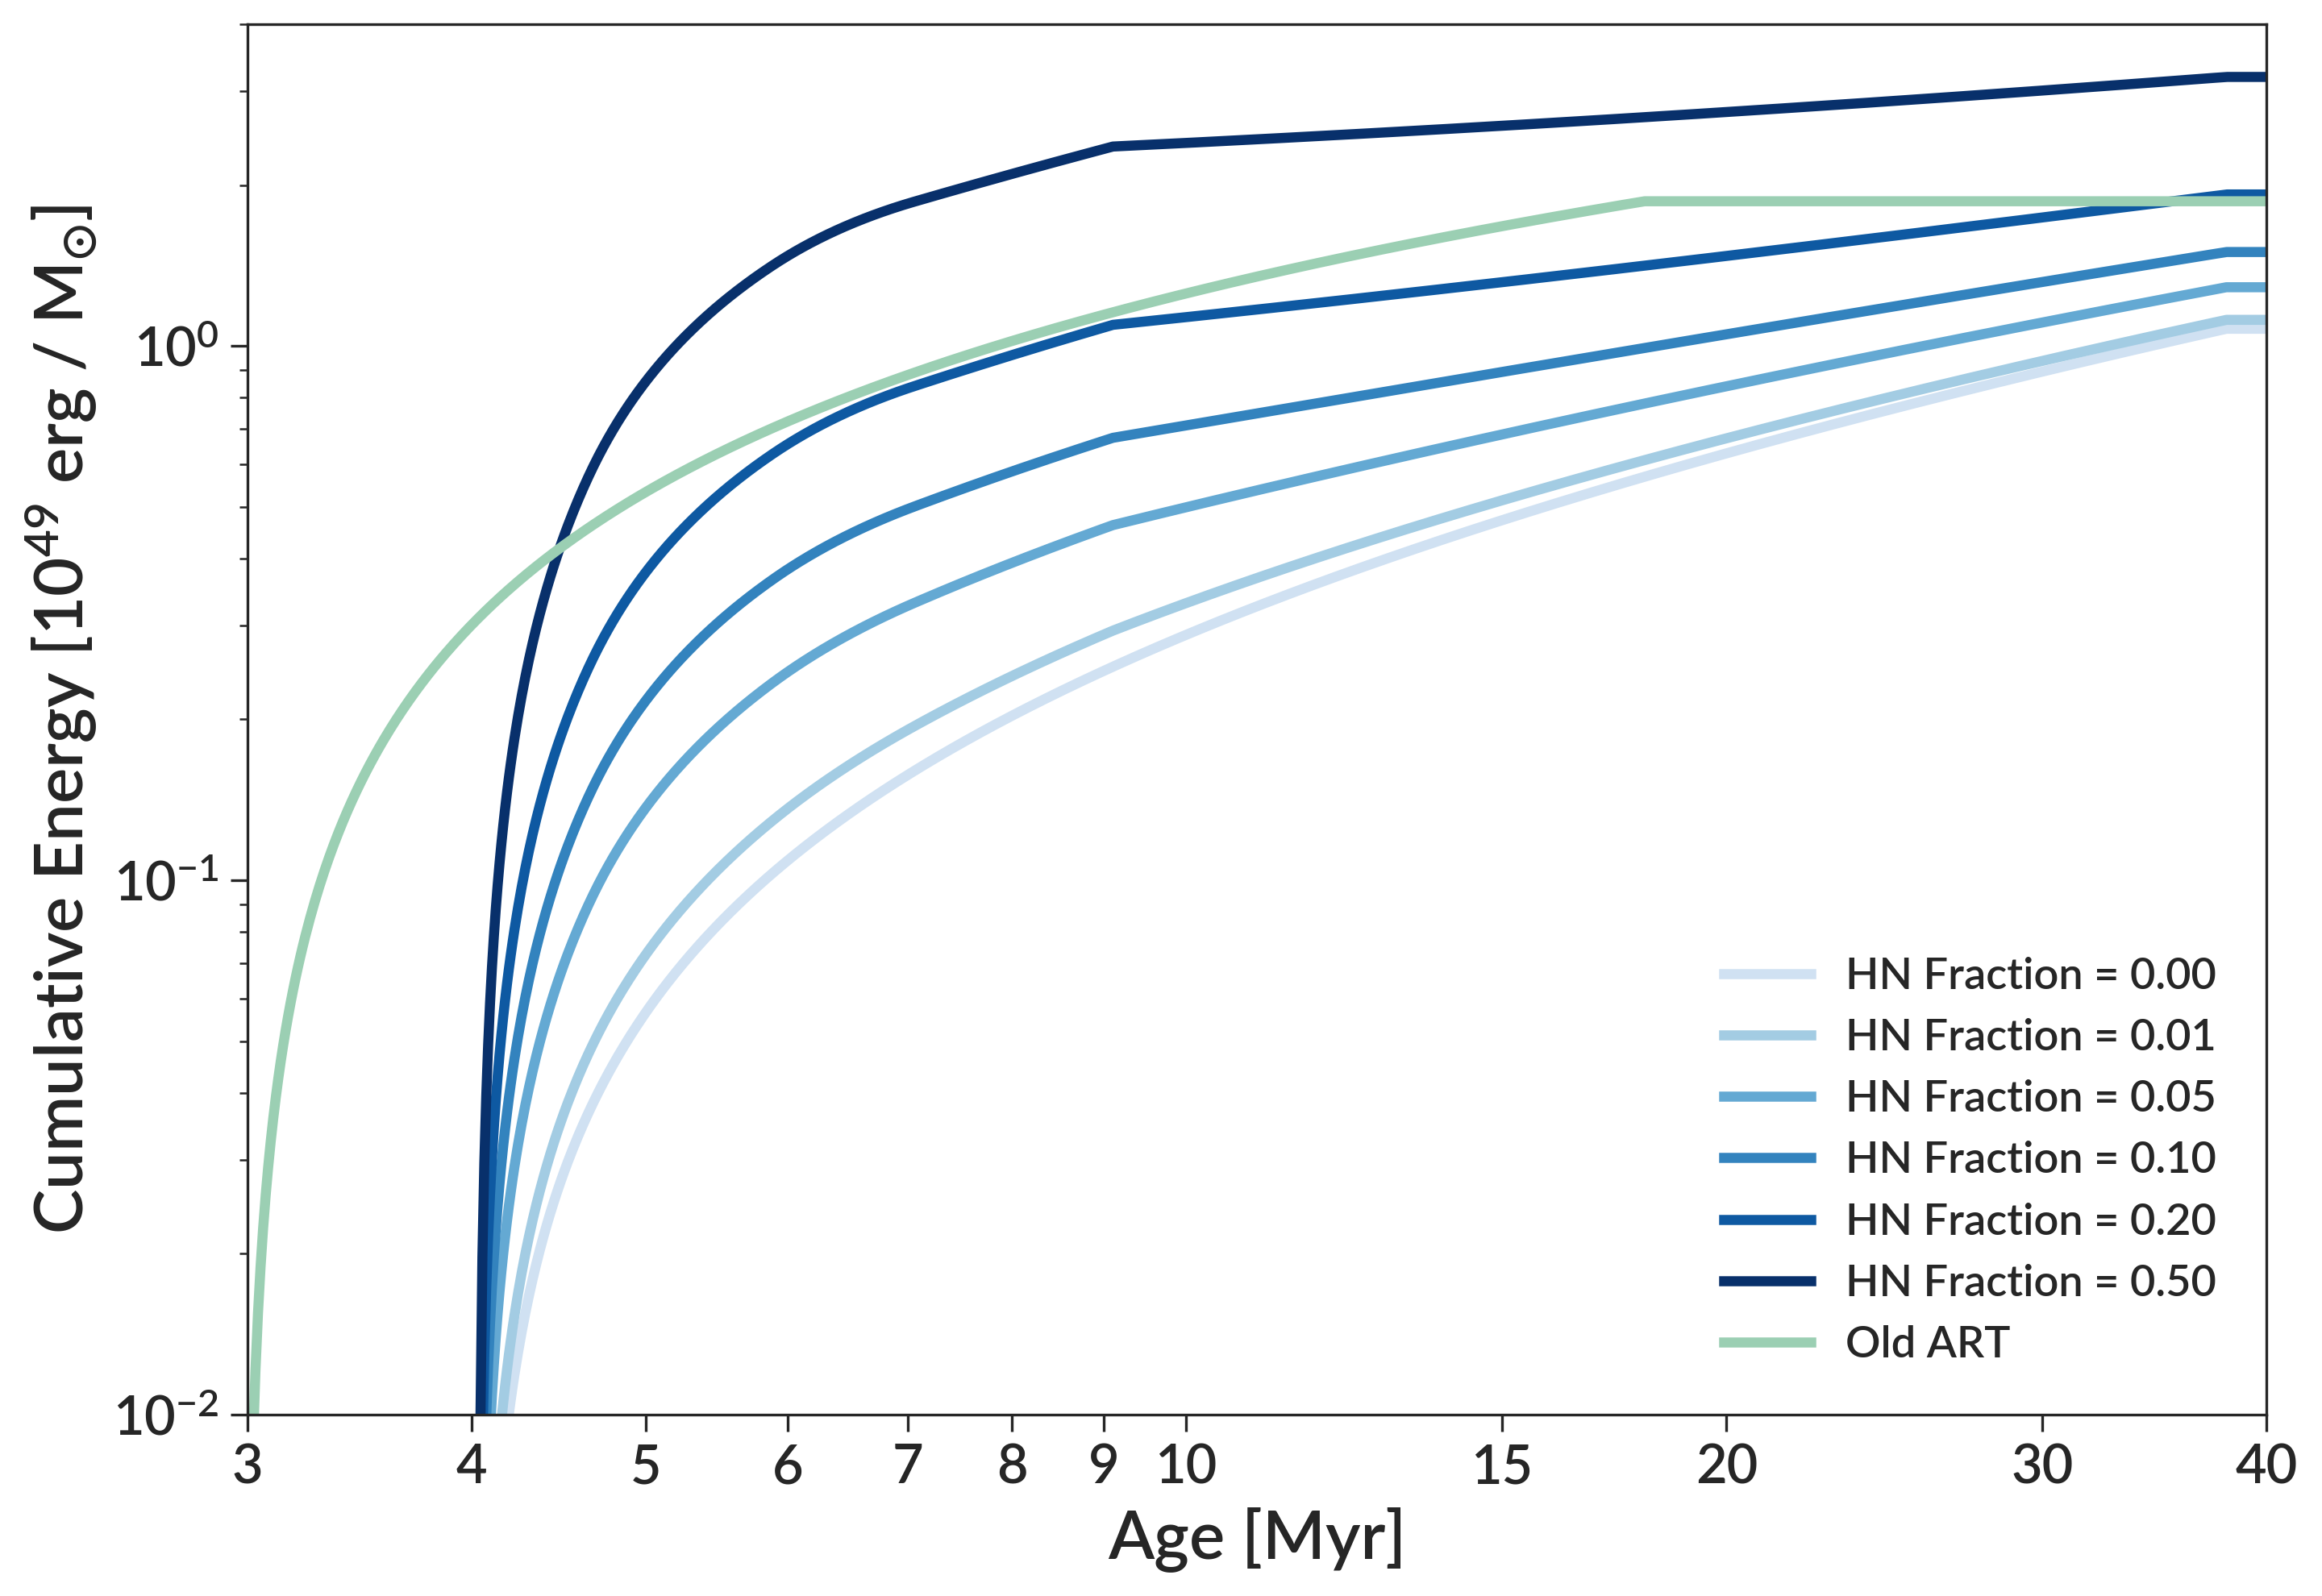 Cumulative Energy [10⁴⁹ erg / M⊙]
10⁰
10⁻¹
10⁻²
3 4 5 6 7 8 9 10 15 20 30 40
Age [Myr]
HN Fraction = 0.00
HN Fraction = 0.01
HN Fraction = 0.05
HN Fraction = 0.10
HN Fraction = 0.20
HN Fraction = 0.50
Old ART